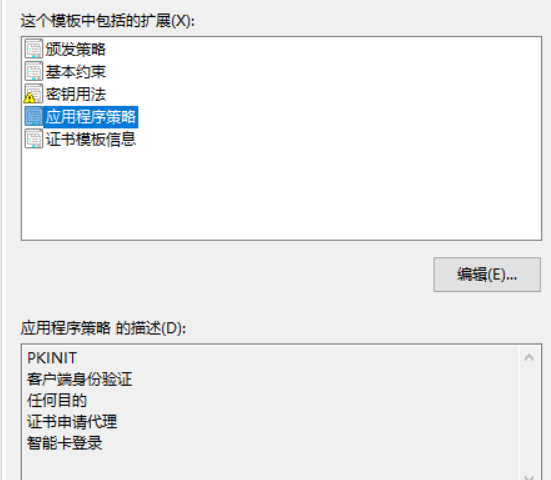 这个模板中包括的扩展(X):
颁发策略
基本约束
密钥用法
应用程序策略
证书模板信息
编辑(E)...
应用程序策略 的描述(D):
PKINIT
客户端身份验证
任何目的
证书申请代理
智能卡登录